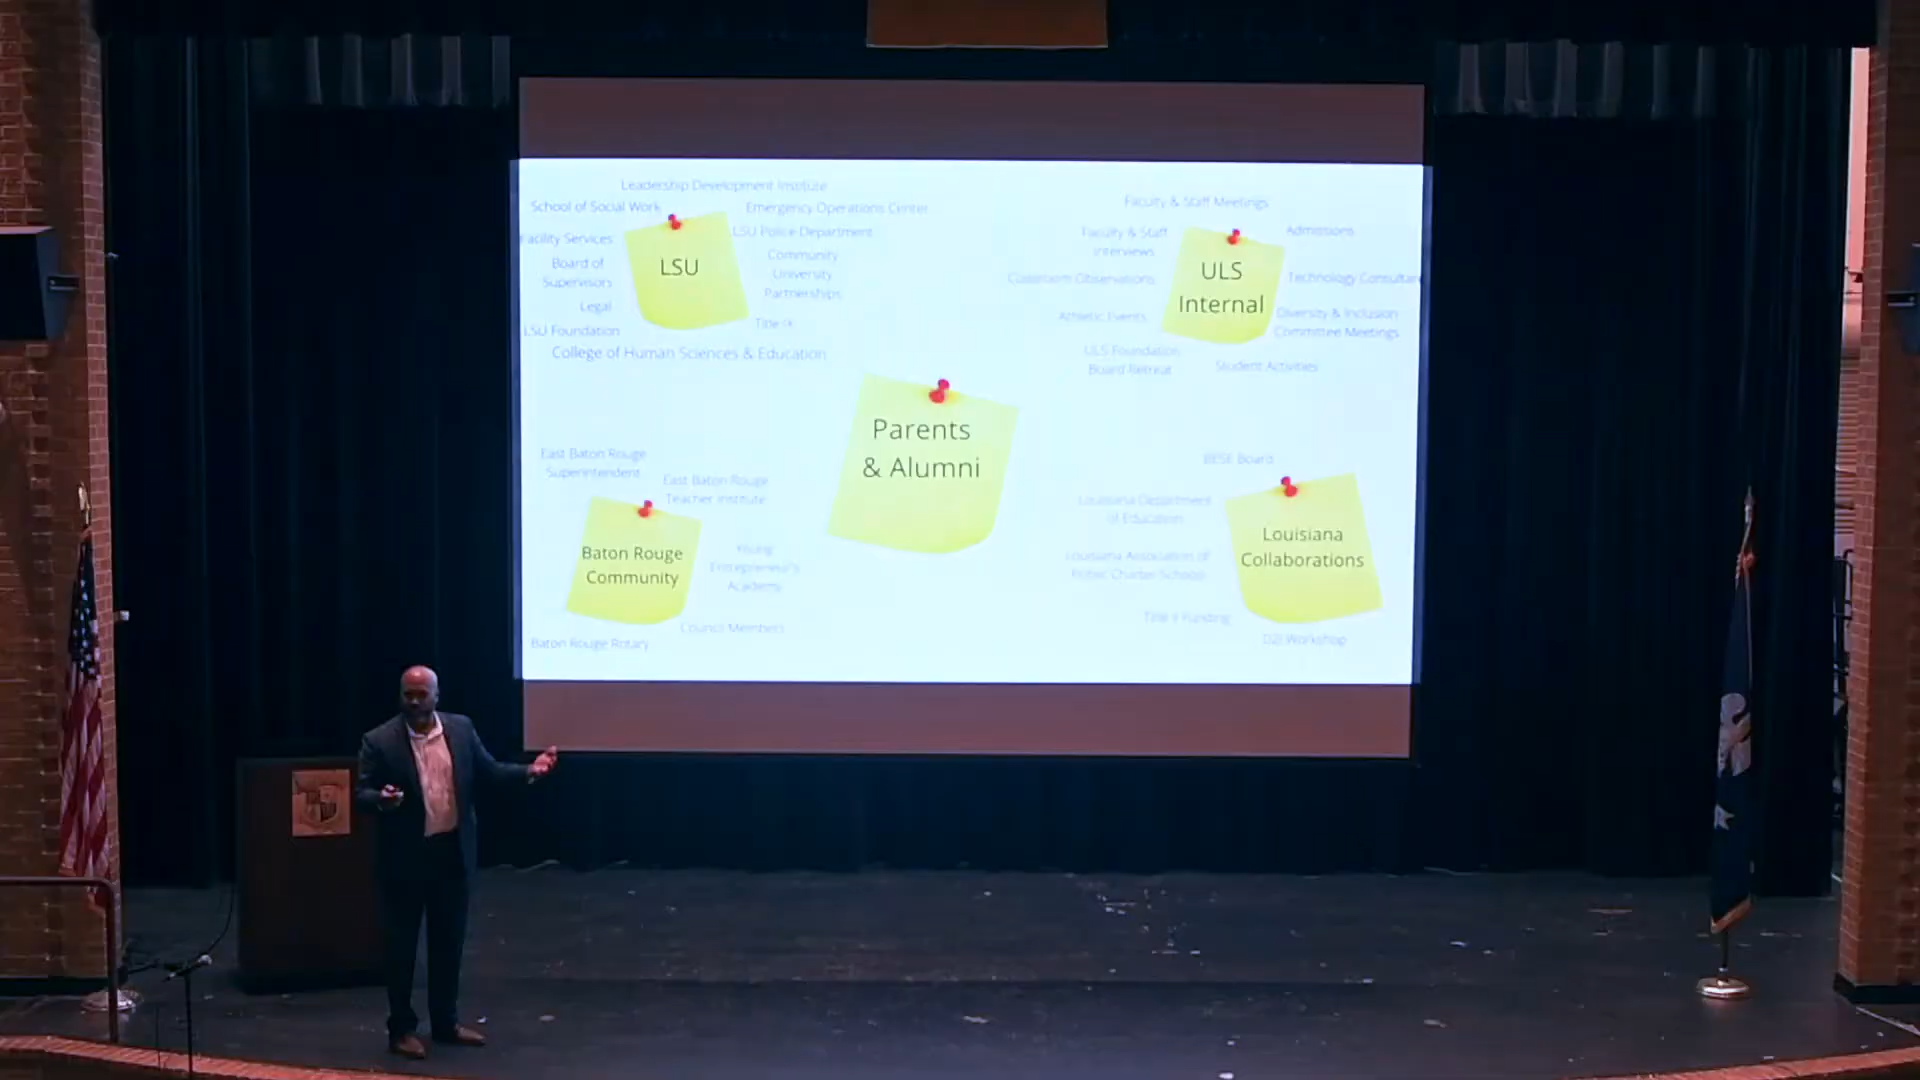 Leadership Development Institute
School of Social Work
Emergency Operations Center
Facility Services
LSU Police Department
LSU
Board of
Supervisors
Community
University
Partnerships
Legal
Title IX
LSU Foundation
College of Human Sciences & Education
Faculty & Staff Meetings
Faculty & Staff
Interviews
Admissions
Classroom Observations
Technology Consultant
ULS
Internal
Athletic Events
Diversity & Inclusion
Committee Meetings
ULS Foundation
Board Retreat
Student Activities
Parents
& Alumni
East Baton Rouge
Superintendent
East Baton Rouge
Teacher Institute
Baton Rouge
Community
Young
Entrepreneur's
Academy
Council Members
Baton Rouge Rotary
BESE Board
Louisiana Department
of Education
Louisiana
Collaborations
Louisiana Association of
Public Charter Schools
Funding
Workshop